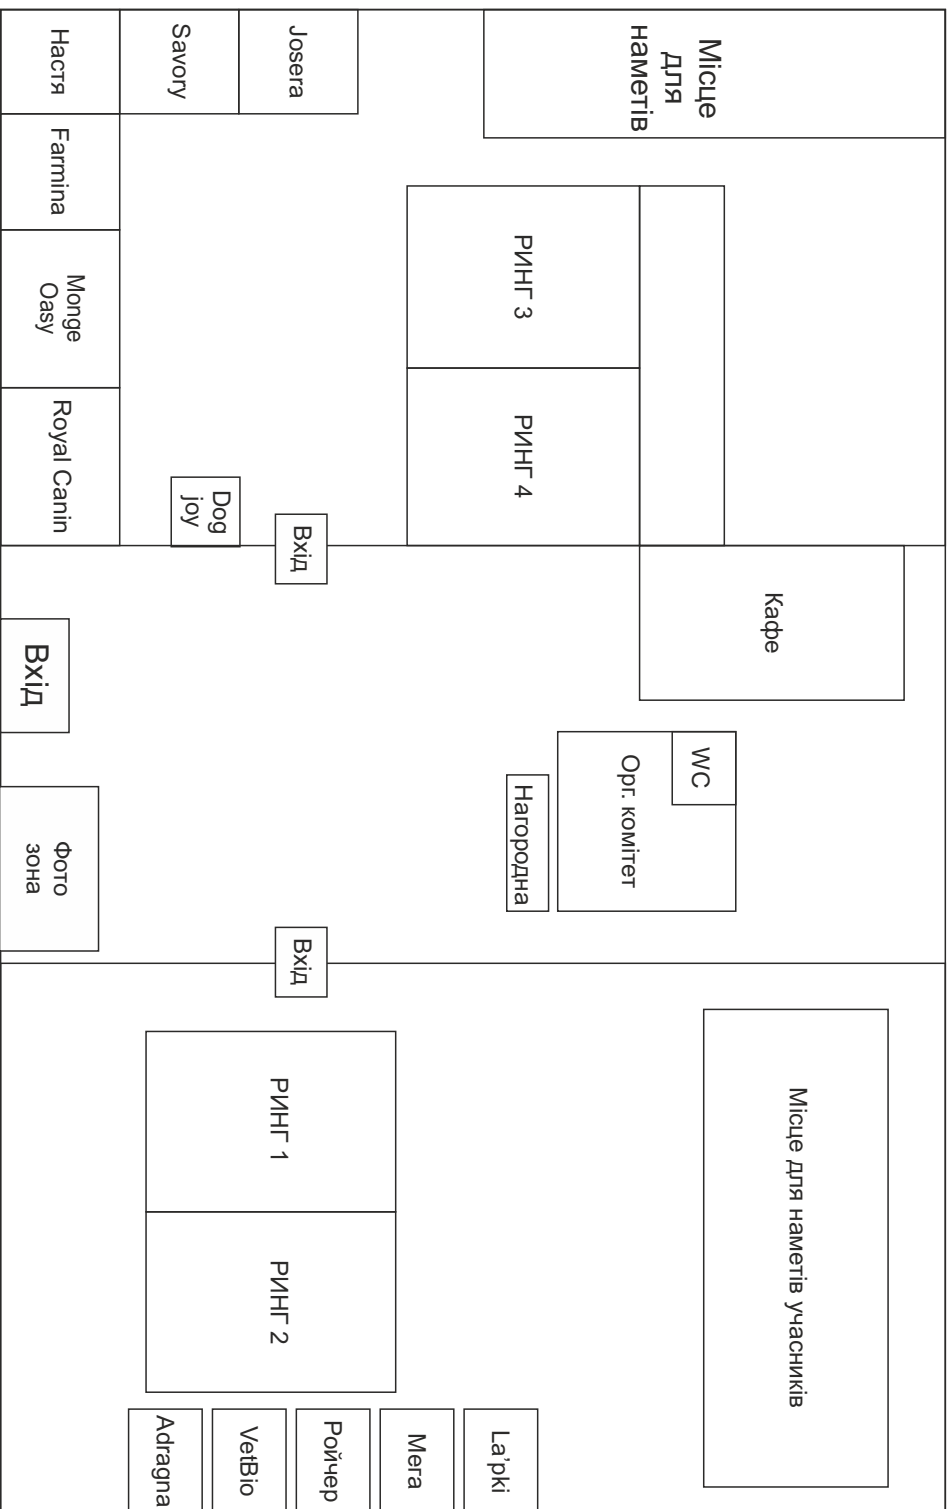 Місце
для
наметів
Josera
Savory
Настя
Farmina
Monge
Oasy
Royal Canin
РИНГ 3
РИНГ 4
Dog
joy
Вхід
Кафе
Вхід
WC
Орг. комітет
Нагородна
Фото
зона
Вхід
Місце для наметів учасників
РИНГ 1
РИНГ 2
La'pki
Мега
Ройчер
VetBio
Adragna